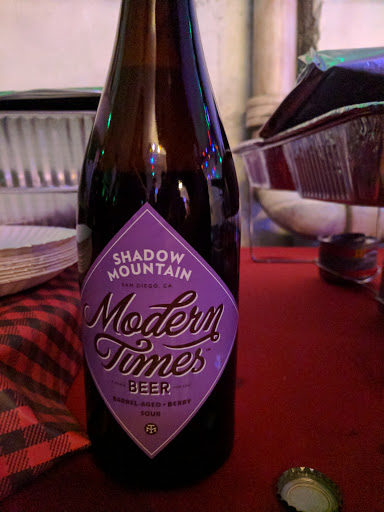 SHADOW
MOUNTAIN
SAN DIEGO, CA
Modern
Times
BEER
BARREL-AGED • BERRY
SOUR